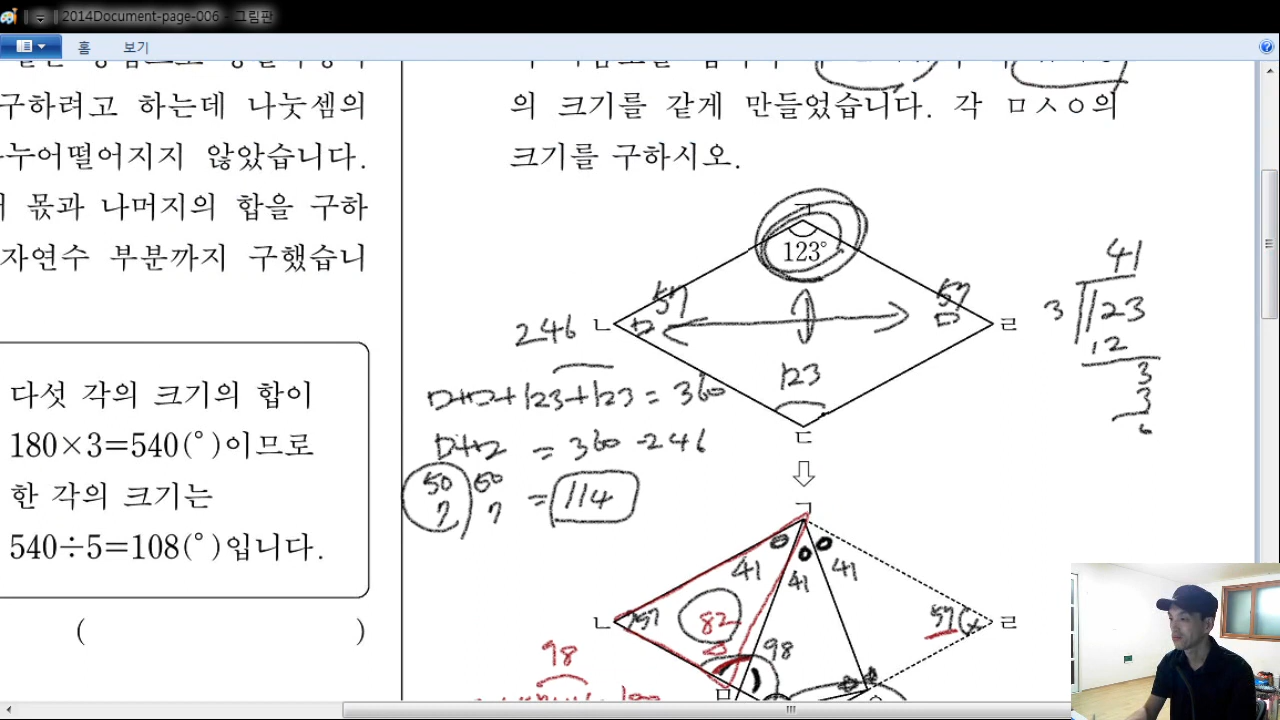 2014Document-page-006 - 그림판
홈 보기
구하려고 하는데 나눗셈의
누어떨어지지 않았습니다.
몫과 나머지의 합을 구하
자연수 부분까지 구했습니
다섯 각의 크기의 합이
180×3=540(°)이므로
한 각의 크기는
540÷5=108(°)입니다.
( )
의 크기를 같게 만들었습니다. 각 ㅁㅅㅇ의
크기를 구하시오.
ㄱ
123°
57 57
ㄴ ㄹ
246
123
ㄷ
□+□+123+123=360
= 360-246
50 50
7 7
=114
41
3 123
12
3
3
⇩
ㄱ
41 41 41
ㄴ 57 82 57 ㄹ
98 98
ㅁ